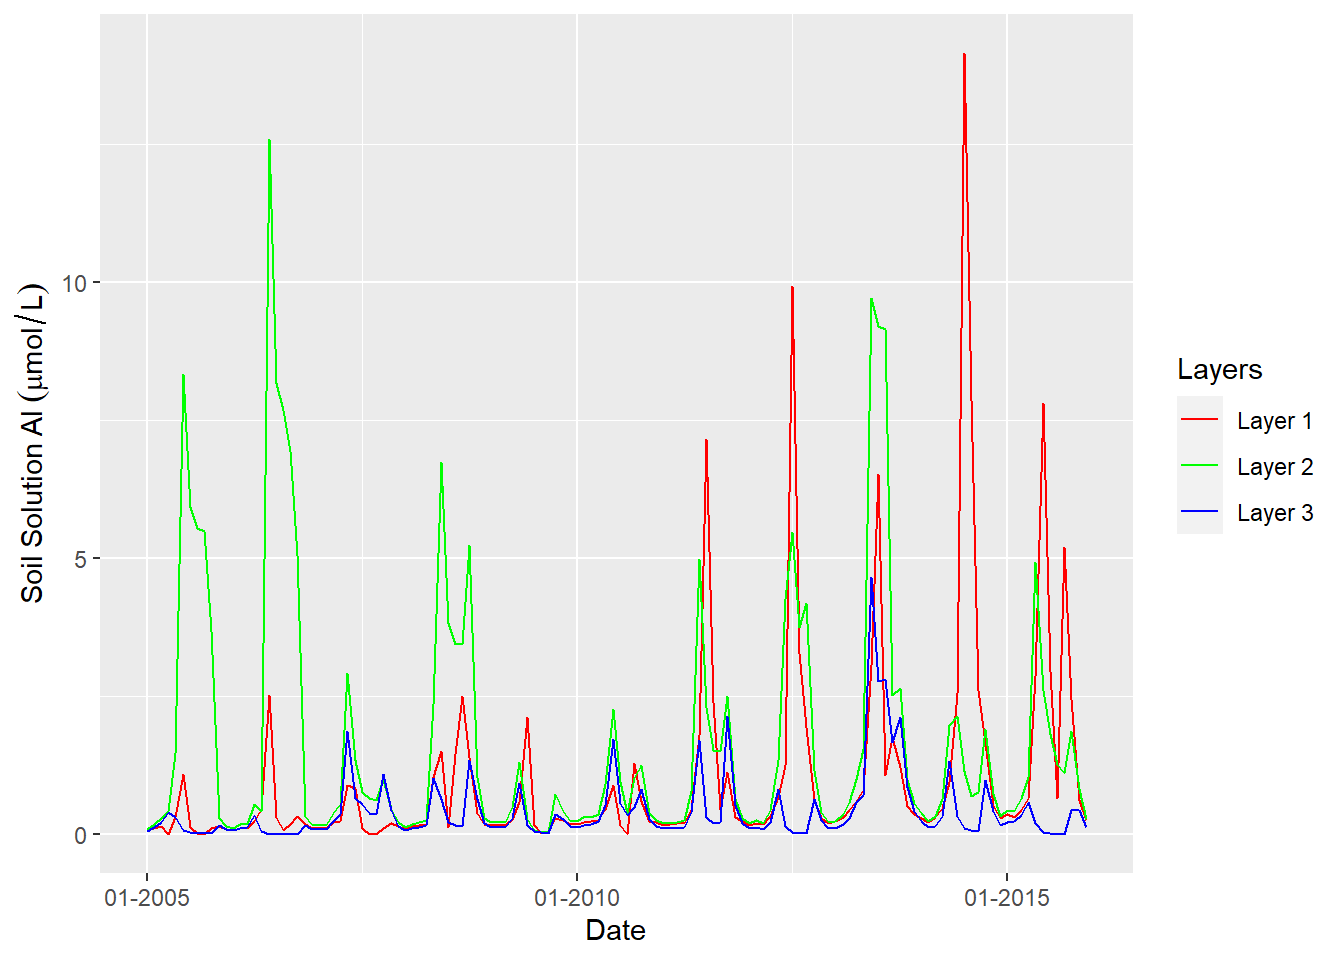 Soil Solution Al (μmol/L)
10
5
0
01-2005
01-2010
01-2015
Date
Layers
Layer 1
Layer 2
Layer 3